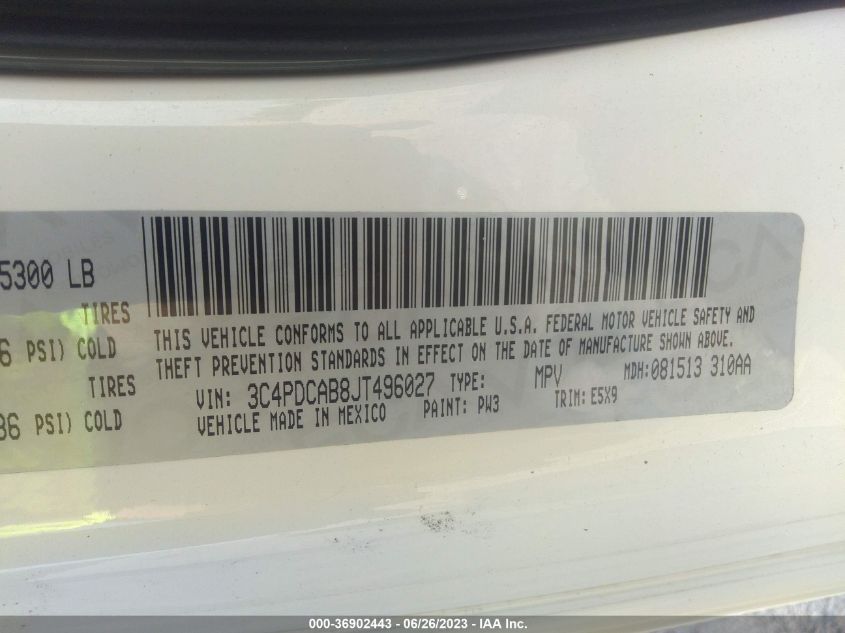 5300 LB
TIRES
6 PSI) COLD
TIRES
36 PSI) COLD
THIS VEHICLE CONFORMS TO ALL APPLICABLE U.S.A. FEDERAL MOTOR VEHICLE SAFETY AND
THEFT PREVENTION STANDARDS IN EFFECT ON THE DATE OF MANUFACTURE SHOWN ABOVE.
VIN: 3C4PDCAB8JT496027 TYPE: MPV MDH: 081513 310AA
VEHICLE MADE IN MEXICO PAINT: PW3 TRIM: E5X9
000-36902443 - 06/26/2023 - IAA Inc.